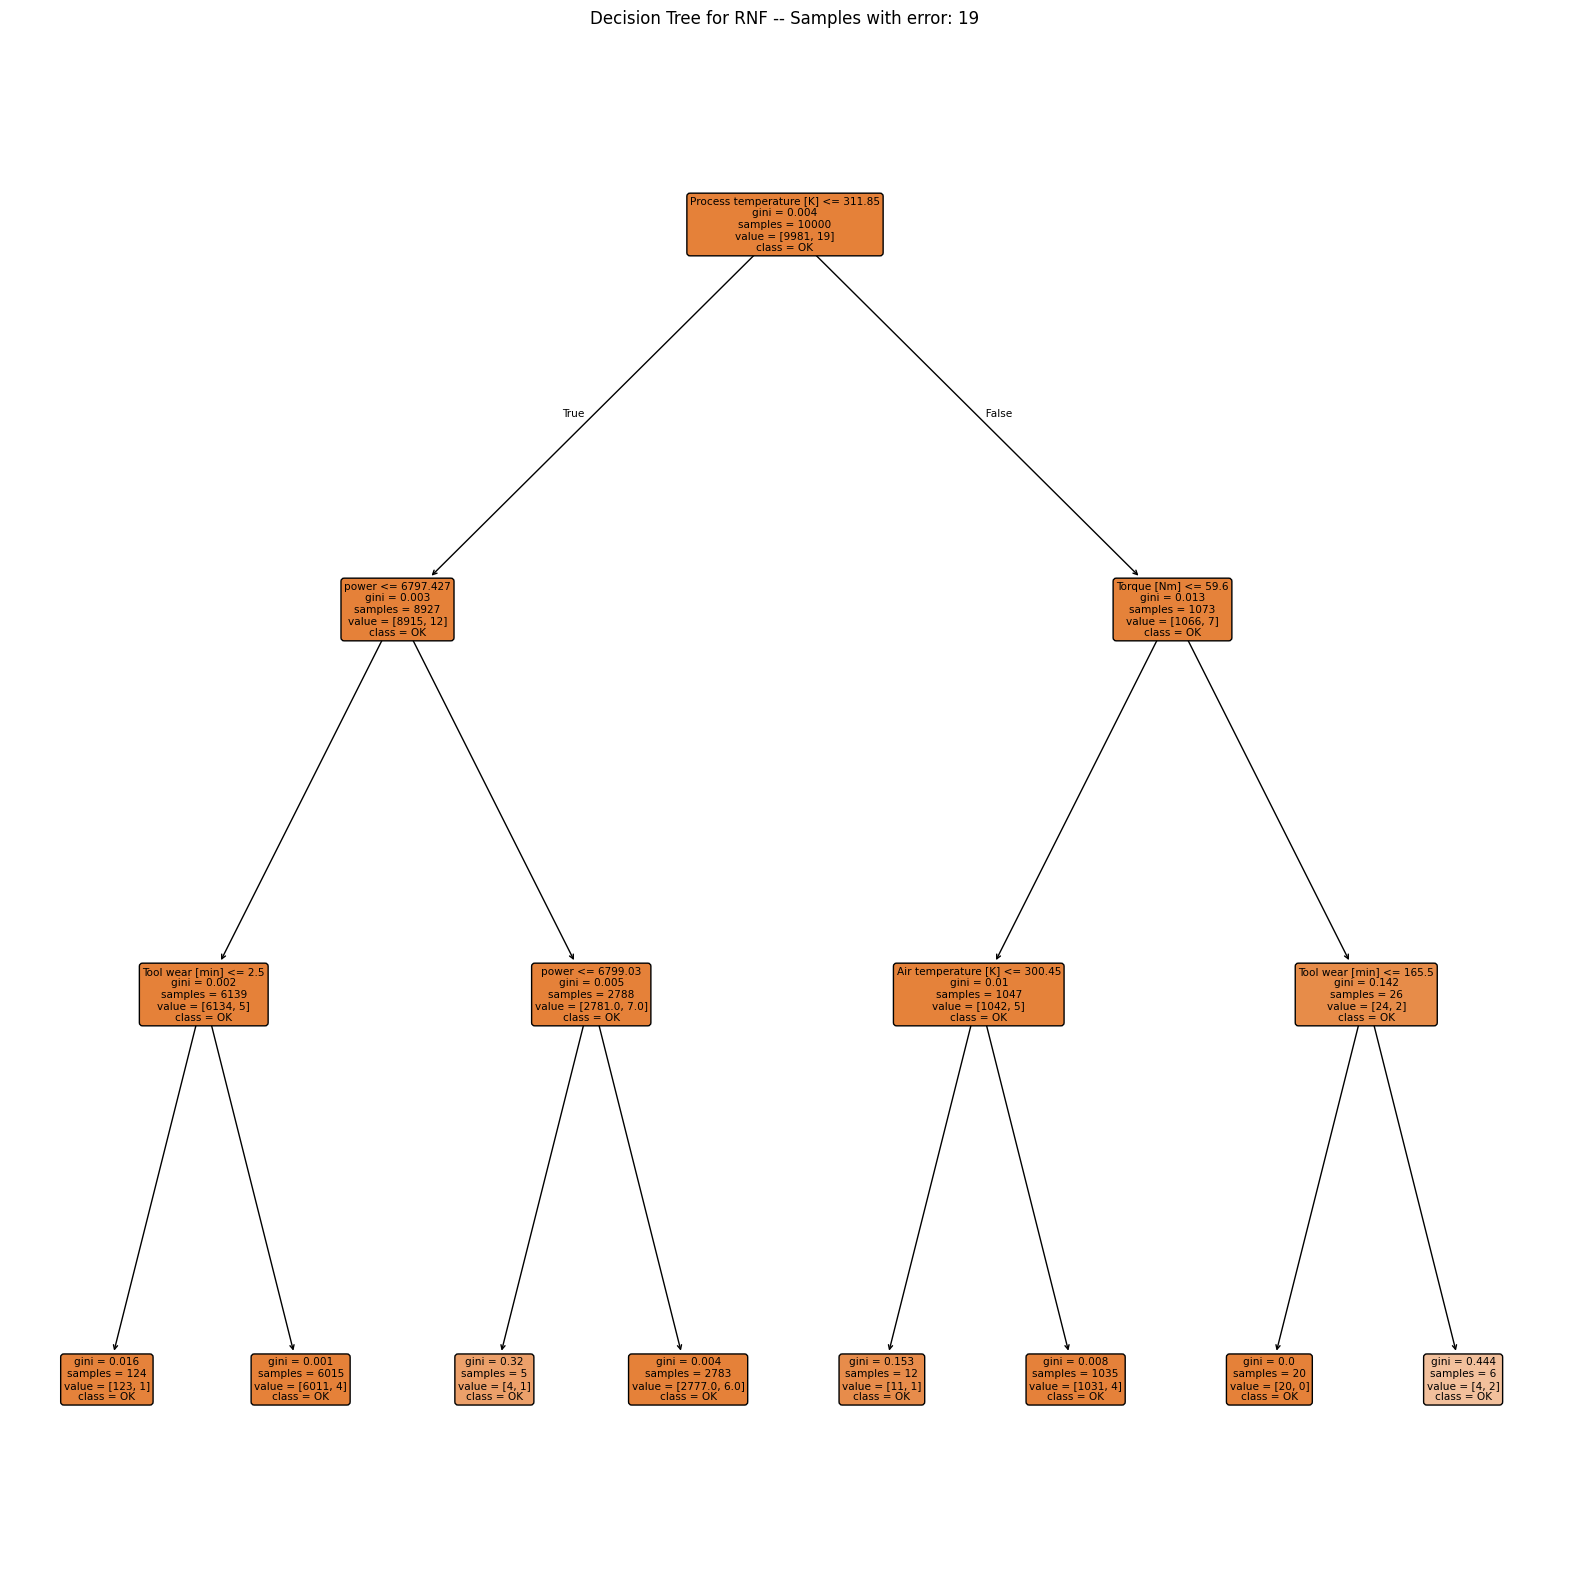 Decision Tree for RNF -- Samples with error: 19
Process temperature [K] <= 311.85
gini = 0.004
samples = 10000
value = [9981, 19]
class = OK
True
False
power <= 6797.427
gini = 0.003
samples = 8927
value = [8915, 12]
class = OK
Torque [Nm] <= 59.6
gini = 0.013
samples = 1073
value = [1066, 7]
class = OK
Tool wear [min] <= 2.5
gini = 0.002
samples = 6139
value = [6134, 5]
class = OK
power <= 6799.03
gini = 0.005
samples = 2788
value = [2781.0, 7.0]
class = OK
Air temperature [K] <= 300.45
gini = 0.01
samples = 1047
value = [1042, 5]
class = OK
Tool wear [min] <= 165.5
gini = 0.142
samples = 26
value = [24, 2]
class = OK
gini = 0.016
samples = 124
value = [123, 1]
class = OK
gini = 0.001
samples = 6015
value = [6011, 4]
class = OK
gini = 0.32
samples = 5
value = [4, 1]
class = OK
gini = 0.004
samples = 2783
value = [2777.0, 6.0]
class = OK
gini = 0.153
samples = 12
value = [11, 1]
class = OK
gini = 0.008
samples = 1035
value = [1031, 4]
class = OK
gini = 0.0
samples = 20
value = [20, 0]
class = OK
gini = 0.444
samples = 6
value = [4, 2]
class = OK